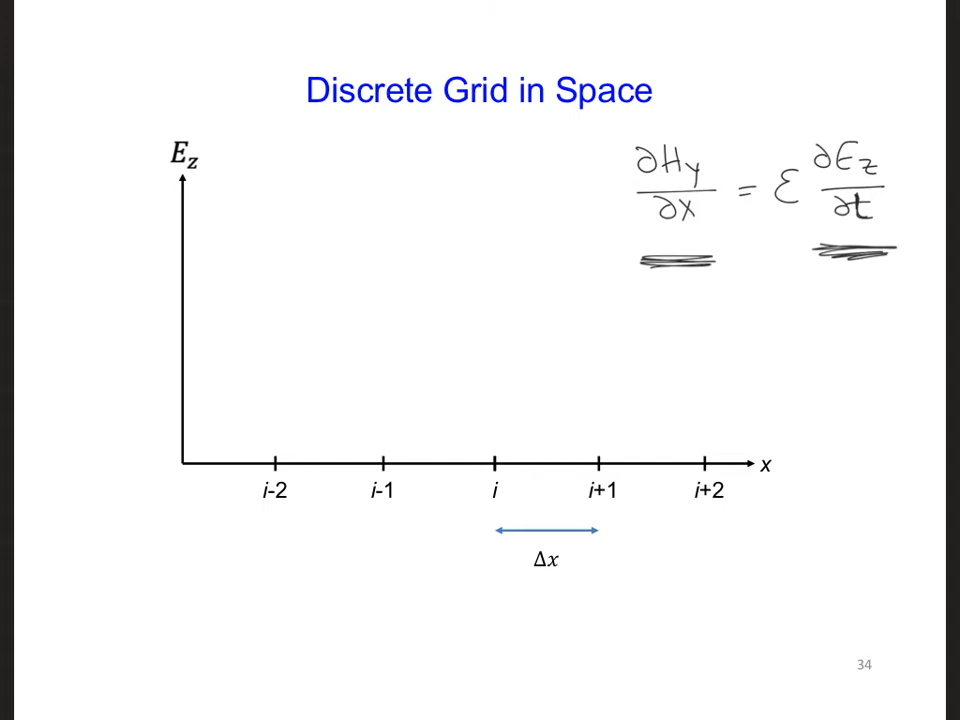 Discrete Grid in Space
E_z
∂H_y/∂x = ε ∂E_z/∂t
x
i-2 i-1 i i+1 i+2
Δx
34